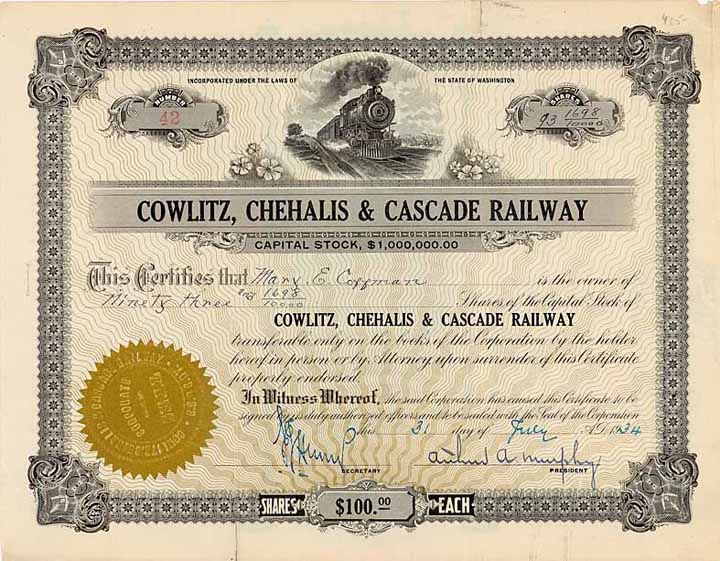 425-
INCORPORATED UNDER THE LAWS OF THE STATE OF WASHINGTON
NUMBER
42
SHARES
93 1698/10000
COWLITZ, CHEHALIS & CASCADE RAILWAY
CAPITAL STOCK, $1,000,000.00
This Certifies that Mary E Coffman is the owner of
Ninety three and 1698/10000 Shares of the Capital Stock of
COWLITZ, CHEHALIS & CASCADE RAILWAY
transferable only on the books of the Corporation by the holder
hereof in person or by Attorney, upon surrender of this Certificate
properly endorsed.
In Witness Whereof, the said Corporation has caused this Certificate to be
signed by its duly authorized officers and to be sealed with the Seal of the Corporation
this 31 day of July A.D. 1934
Arthur A. Murphy
SECRETARY
PRESIDENT
SHARES $100.00 EACH